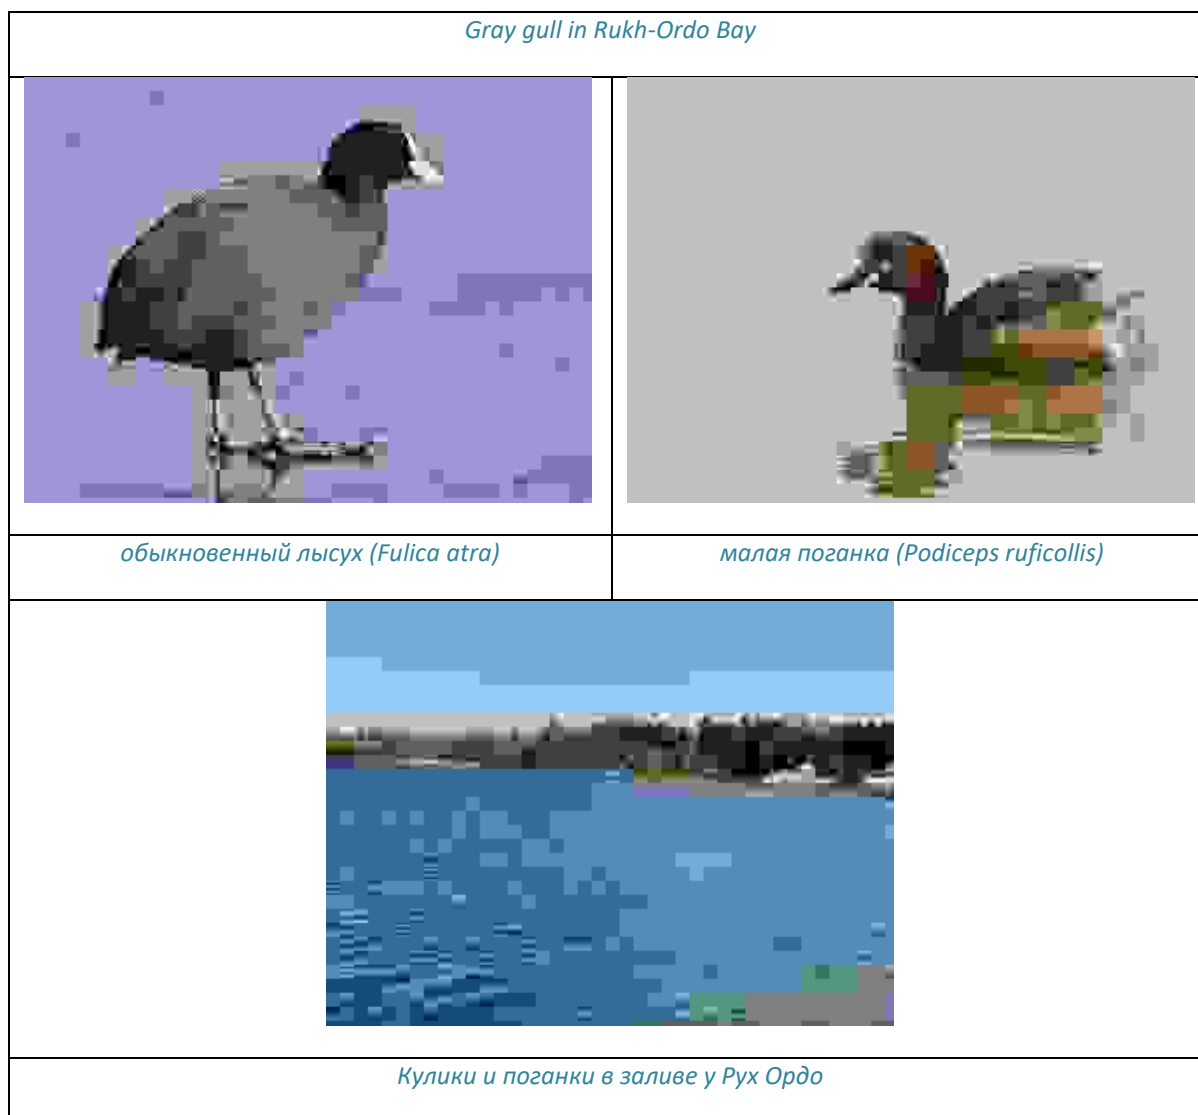 Gray gull in Rukh-Ordo Bay
обыкновенный лысух (Fulica atra)
малая поганка (Podiceps ruficollis)
Кулики и поганки в заливе у Рух Ордо